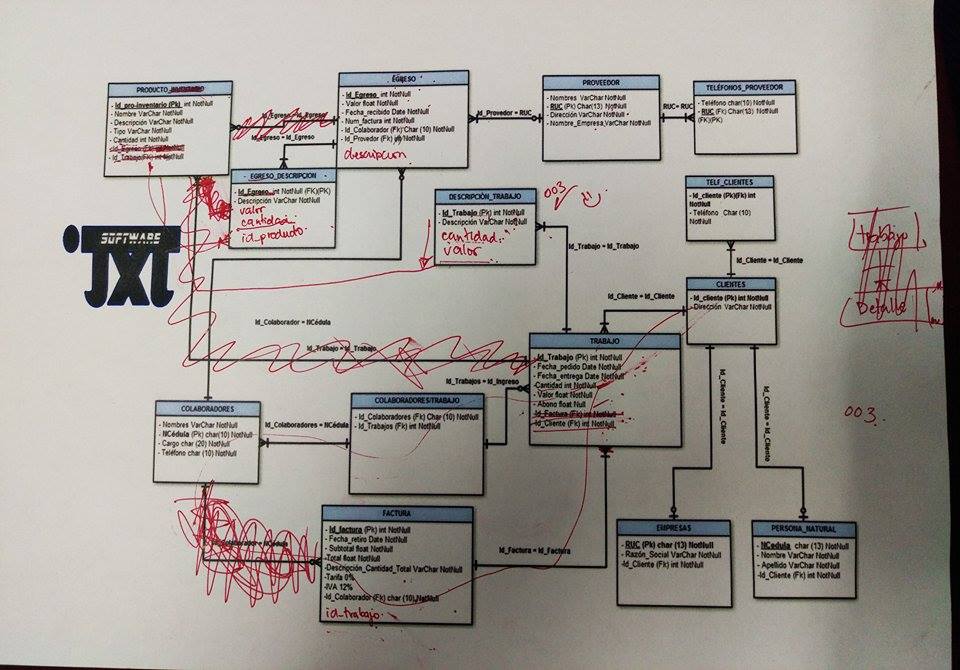 PRODUCTO
- Id_pro-inventario (Pk) int NotNull
- Nombre VarChar NotNull
- Descripción VarChar NotNull
- Tipo VarChar NotNull
- Cantidad int NotNull
- Id_Egreso (Fk) int NotNull
- Id_Trabajo(Fk) int NotNull
Id_Egreso = Id_Egreso
EGRESO
- Id_Egreso int NotNull
- Valor float NotNull
- Fecha_recibido Date NotNull
- Num_factura int NotNull
- Id_Colaborador (Fk) Char (10) NotNull
- Id_Provedor (Fk) int NotNull
descripcion
Id_Provedor = RUC
PROVEEDOR
- Nombres VarChar NotNull
- RUC (Pk) Char(13) NotNull
- Dirección VarChar NotNull
- Nombre_Empresa VarChar NotNull
RUC= RUC
TELÉFONOS_PROVEEDOR
- Teléfono char(10) NotNull
- RUC (Fk) Char(13) NotNull
(FK)(PK)
Id_Egreso = Id_Egreso
EGRESO_DESCRIPCION
- Id_Egreso int NotNull (FK)(PK)
- Descripción VarChar NotNull
valor
cantidad
id_producto
DESCRIPCIÓN_TRABAJO
- Id_Trabajo (Pk) int NotNull
- Descripción VarChar NotNull
cantidad
valor
003
Id_Trabajo = Id_Trabajo
TELF_CLIENTES
- Id_cliente (Pk)(Fk) int
NotNull
- Teléfono Char (10)
NotNull
Id_Cliente = Id_Cliente
trabajo
Detalle
SOFTWARE
jxl
Id_Cliente = Id_Cliente
CLIENTES
- Id_cliente (Pk) int NotNull
- Dirección VarChar NotNull
Id_Colaborador = NCédula
Id_Trabajo = Id_Trabajo
TRABAJO
- Id_Trabajo (Pk) int NotNull
- Fecha_pedido Date NotNull
- Fecha_entrega Date NotNull
- Cantidad int NotNull
- Valor float NotNull
- Abono float Null
- Id_Factura (Fk) int NotNull
- Id_Cliente (Fk) int NotNull
Id_Trabajos = Id_Ingreso
Id_Cliente = Id_Cliente
Id_Cliente = Id_Cliente
003.
COLABORADORES
- Nombres VarChar NotNull
- NCédula (Pk) char(10) NotNull
- Cargo char (20) NotNull
- Teléfono char (10) NotNull
Id_Colaboradores = NCédula
COLABORADORES/TRABAJO
- Id_Colaboradores (Fk) Char (10) NotNull
- Id_Trabajos (Fk) int NotNull
FACTURA
- Id_factura (Pk) int NotNull
- Fecha_retiro Date NotNull
- Subtotal float NotNull
-Total float NotNull
-Descripción_Cantidad_Total VarChar NotNull
-Tarifa 0%
-IVA 12%
-Id_Colaborador (Fk) char (10) NotNull
id_trabajo.
Id_Factura = Id_Factura
EMPRESAS
- RUC (Pk) char (13) NotNull
- Razón_Social VarChar NotNull
-Id_Cliente (Fk) int NotNull
PERSONA_NATURAL
- NCedula char (13) NotNull
- Nombre VarChar NotNull
- Apellido VarChar NotNull
-Id_Cliente (Fk) int NotNull